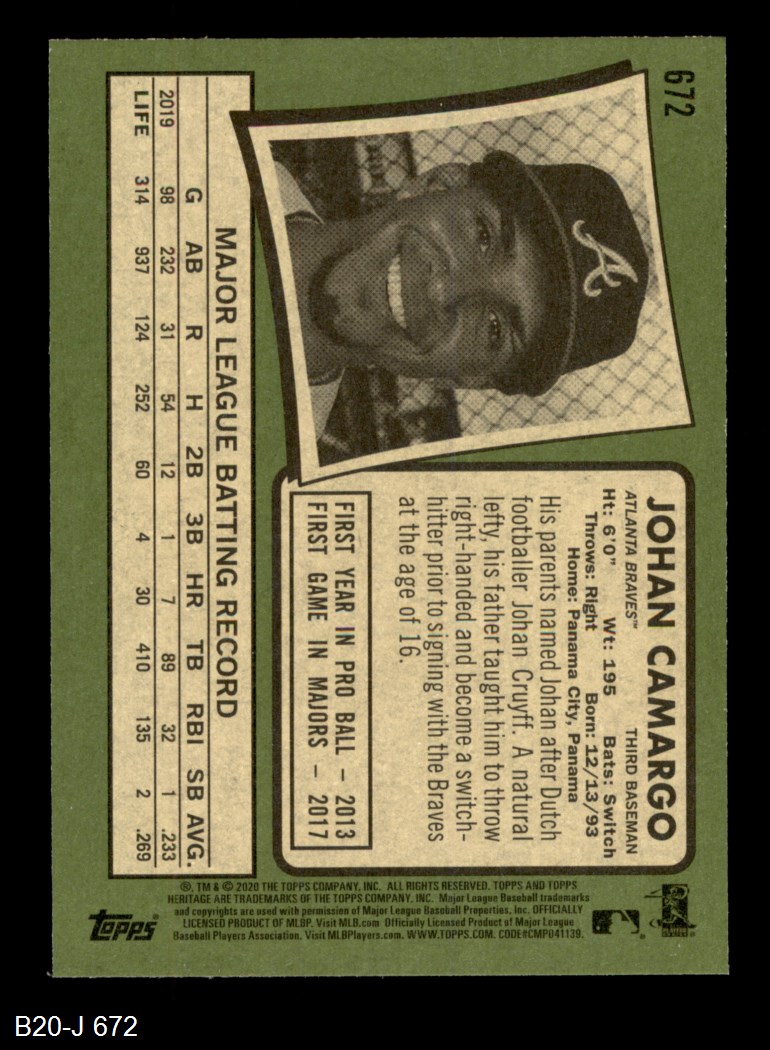 672
JOHAN CAMARGO
ATLANTA BRAVES™ THIRD BASEMAN
Ht: 6'0" Wt: 195 Bats: Switch
Throws: Right Born: 12/13/93
Home: Panama City, Panama
His parents named Johan after Dutch
footballer Johan Cruyff. A natural
lefty, his father taught him to throw
right-handed and become a switch-
hitter prior to signing with the Braves
at the age of 16.
FIRST YEAR IN PRO BALL – 2013
FIRST GAME IN MAJORS – 2017
A
MAJOR LEAGUE BATTING RECORD
G AB R H 2B 3B HR TB RBI SB AVG.
2019 98 232 31 54 12 1 7 89 32 1 .233
LIFE 314 937 124 252 60 4 30 410 135 2 .269
®, TM & © 2020 THE TOPPS COMPANY, INC. ALL RIGHTS RESERVED. TOPPS AND TOPPS
HERITAGE ARE TRADEMARKS OF THE TOPPS COMPANY, INC. Major League Baseball trademarks
and copyrights are used with permission of Major League Baseball Properties, Inc. OFFICIALLY
LICENSED PRODUCT OF MLBP. Visit MLB.com Officially Licensed Product of Major League
Baseball Players Association. Visit MLBPlayers.com. WWW.TOPPS.COM. CODE#CMP041139.
topps®
B20-J 672